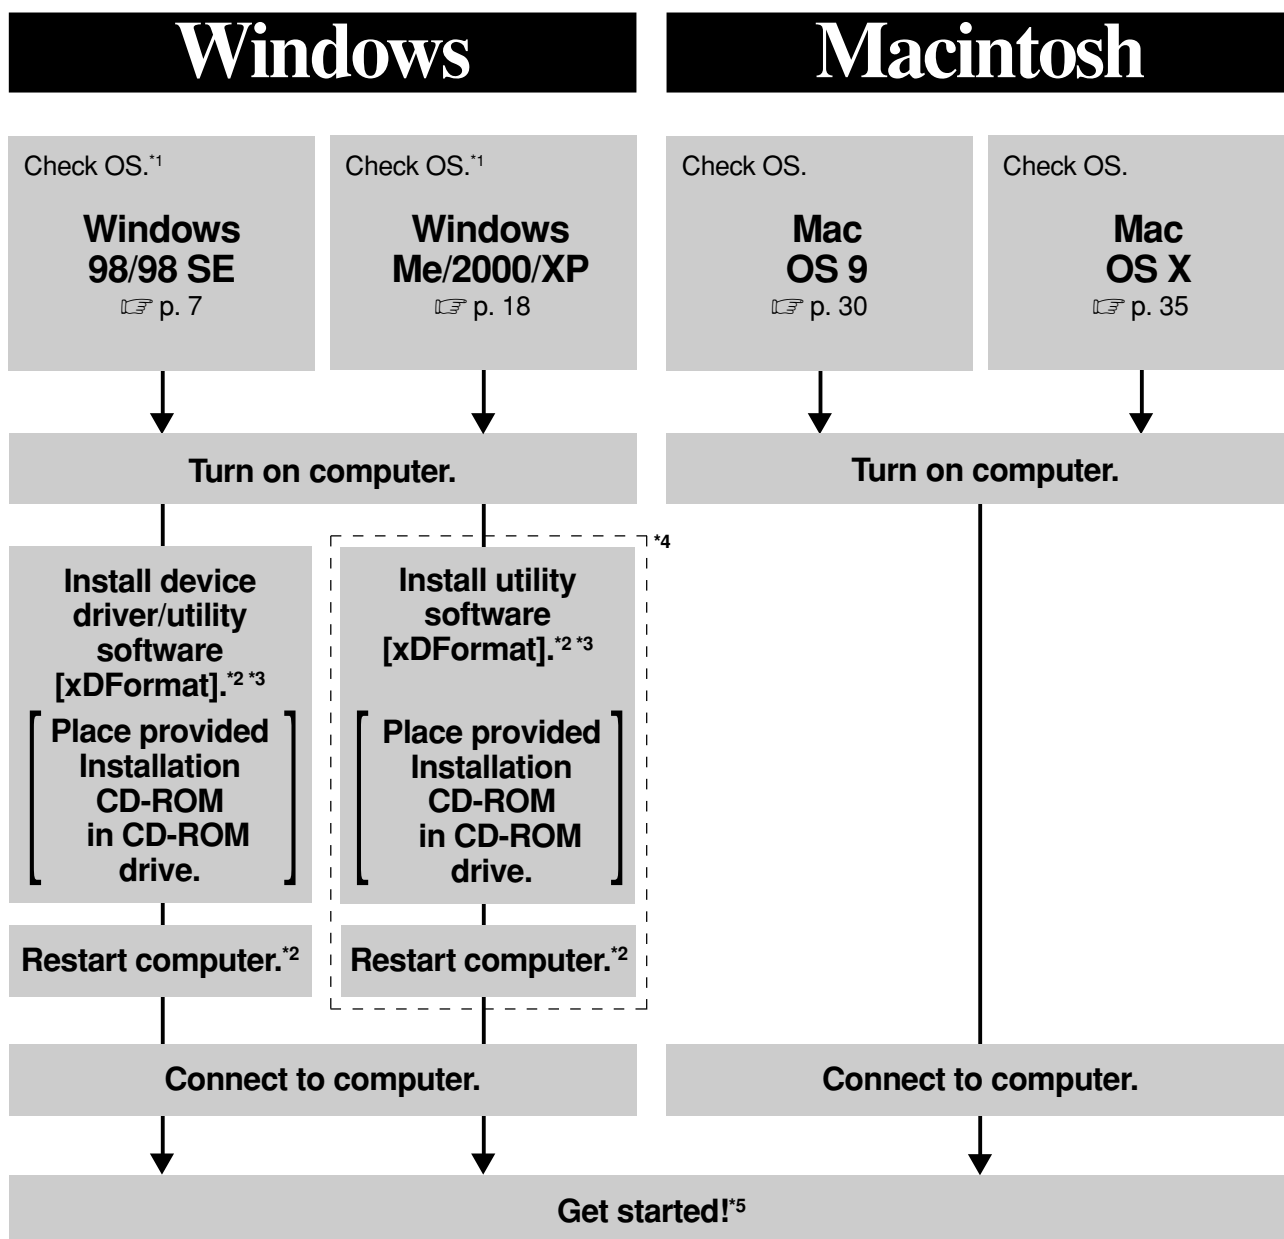 Windows
Macintosh
Check OS.*1
Windows
98/98 SE
☞ p. 7
Check OS.*1
Windows
Me/2000/XP
☞ p. 18
Check OS.
Mac
OS 9
☞ p. 30
Check OS.
Mac
OS X
☞ p. 35
Turn on computer.
Turn on computer.
Install device
driver/utility
software
[xDFormat].*2 *3
Place provided
Installation
CD-ROM
in CD-ROM
drive.
Restart computer.*2
*4
Install utility
software
[xDFormat].*2 *3
Place provided
Installation
CD-ROM
in CD-ROM
drive.
Restart computer.*2
Connect to computer.
Connect to computer.
Get started!*5